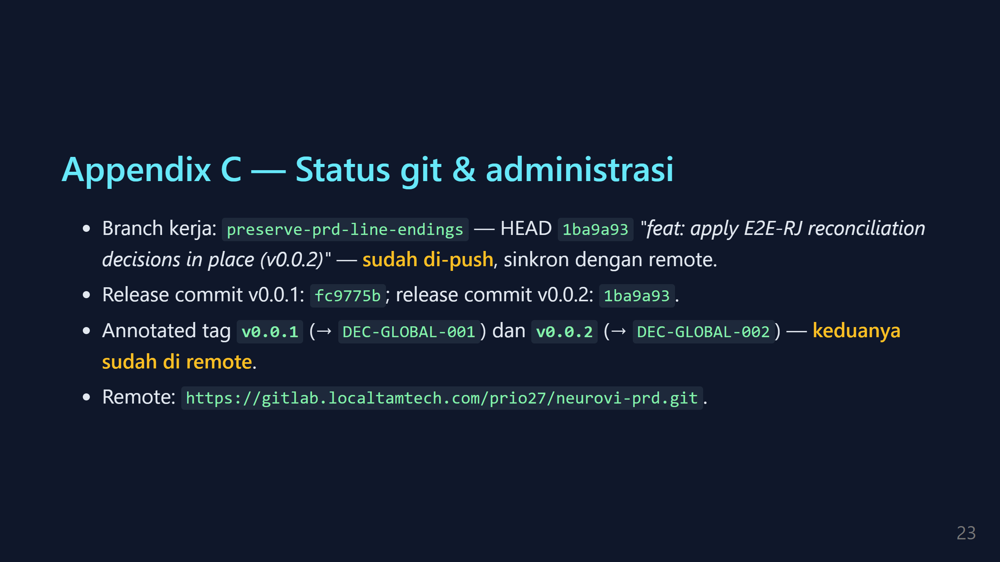 Appendix C — Status git & administrasi
• Branch kerja: preserve-prd-line-endings — HEAD 1ba9a93 "feat: apply E2E-RJ reconciliation
decisions in place (v0.0.2)" — sudah di-push, sinkron dengan remote.
• Release commit v0.0.1: fc9775b; release commit v0.0.2: 1ba9a93.
• Annotated tag v0.0.1 (→ DEC-GLOBAL-001) dan v0.0.2 (→ DEC-GLOBAL-002) — keduanya
sudah di remote.
• Remote: https://gitlab.localtamtech.com/prio27/neurovi-prd.git.
23